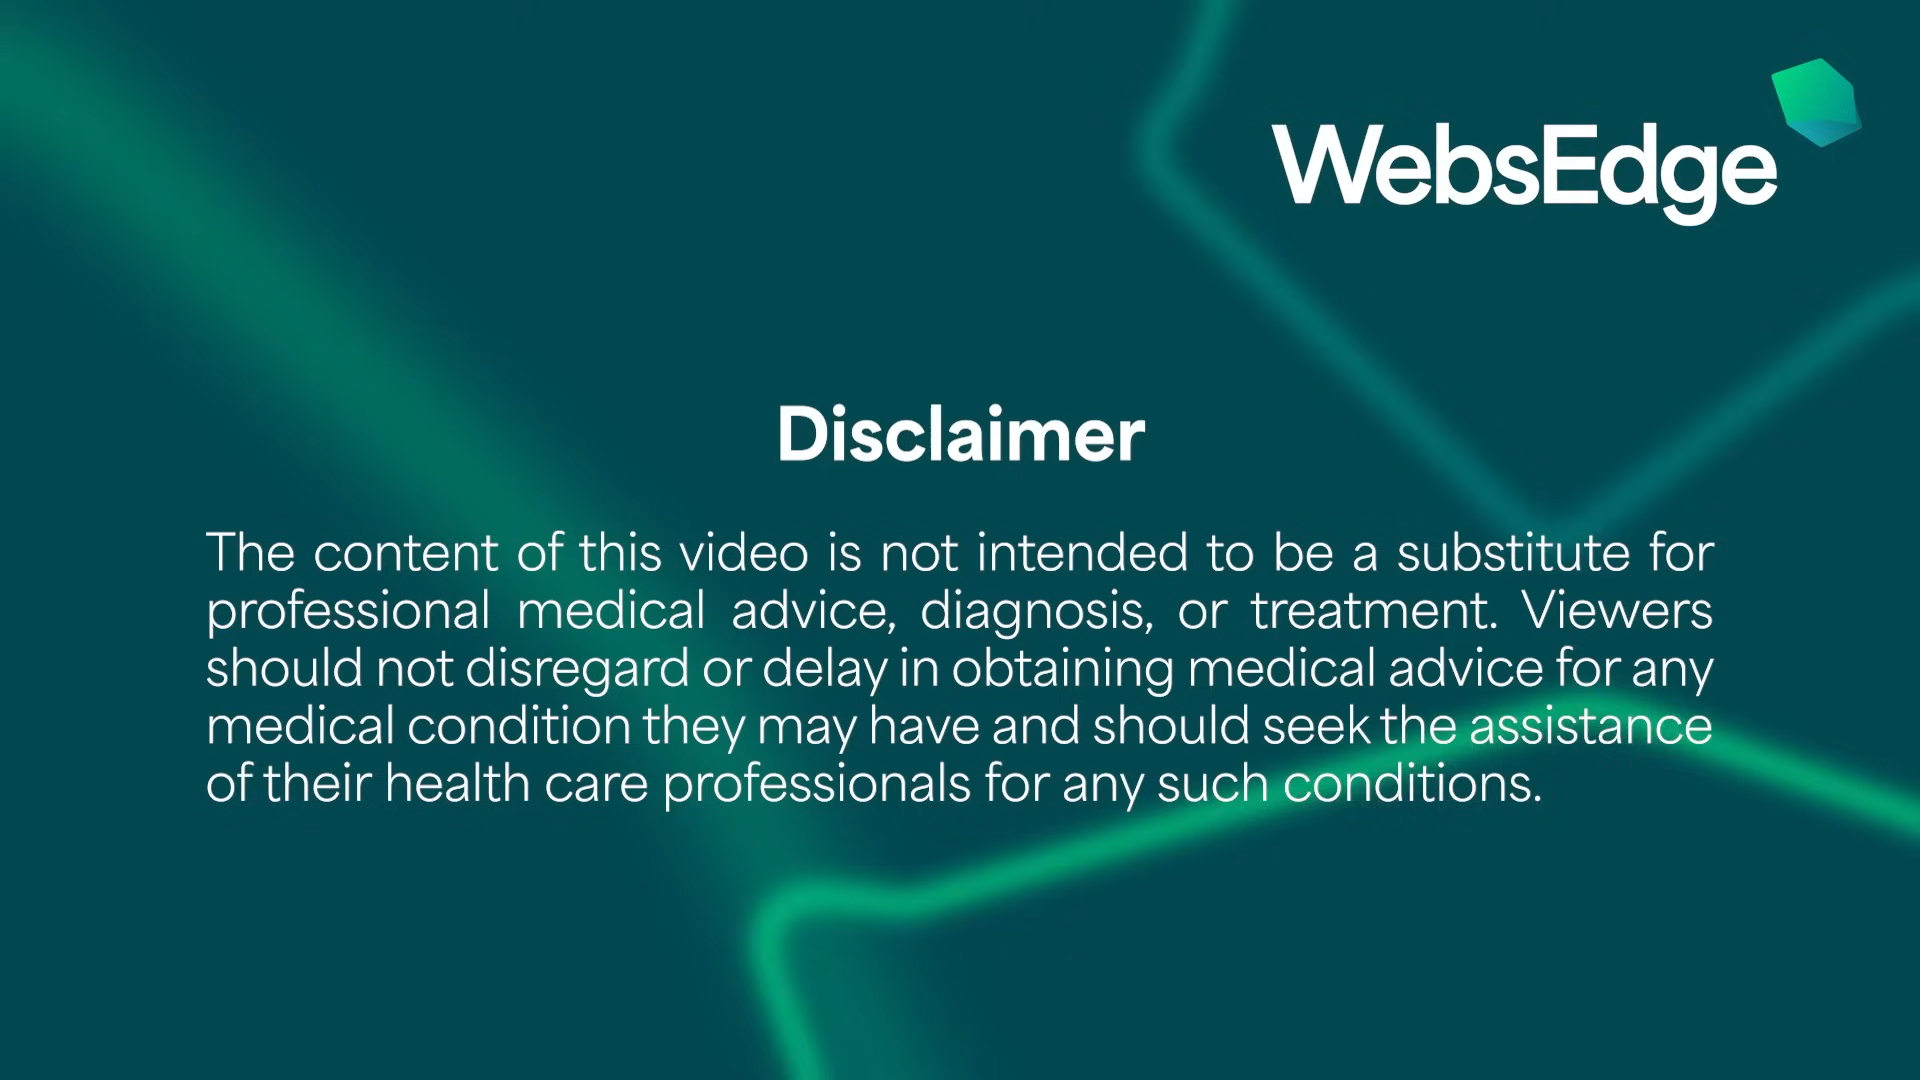 WebsEdge
Disclaimer
The content of this video is not intended to be a substitute for
professional medical advice, diagnosis, or treatment. Viewers
should not disregard or delay in obtaining medical advice for any
medical condition they may have and should seek the assistance
of their health care professionals for any such conditions.